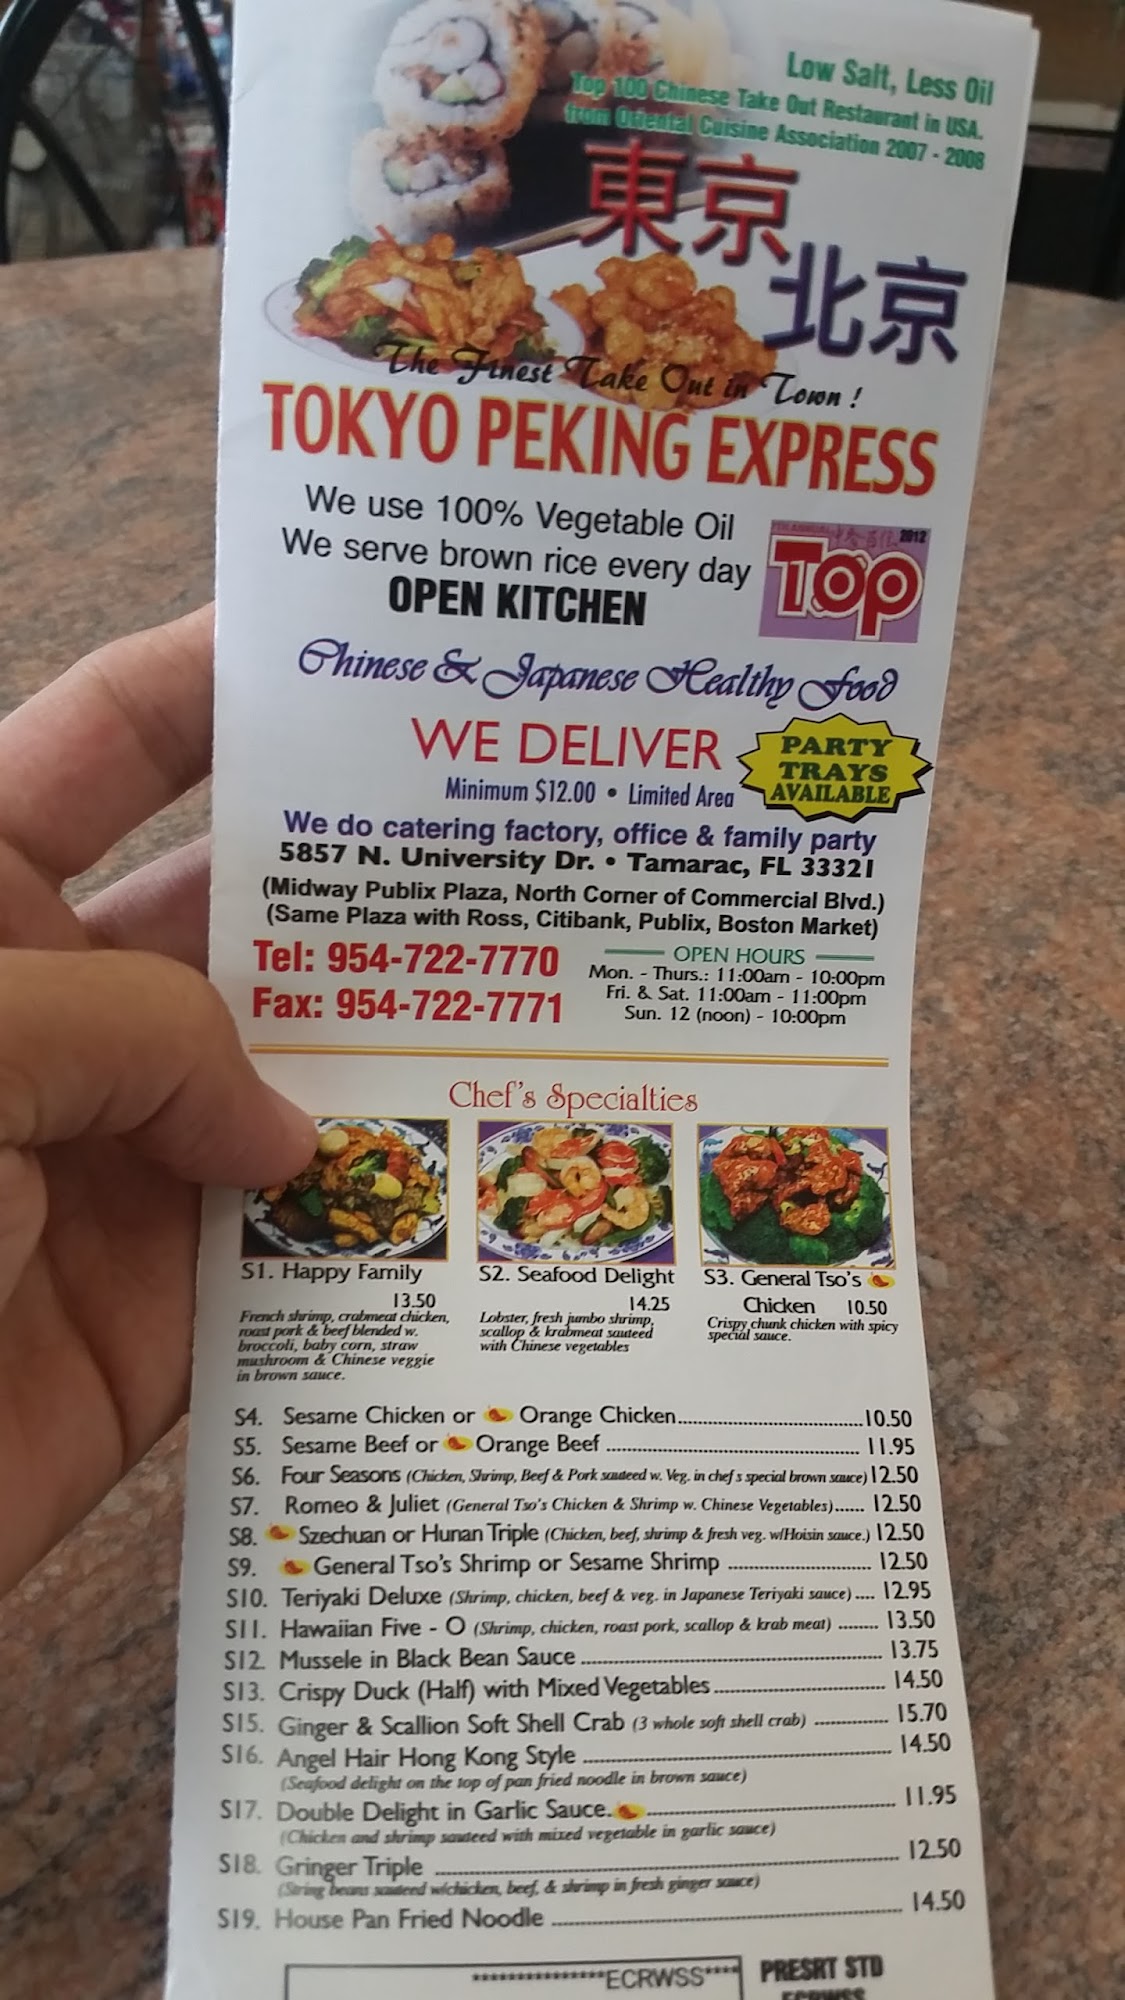 Low Salt, Less Oil
Top 100 Chinese Take Out Restaurant in USA.
from Oriental Cuisine Association 2007 - 2008
東京
北京
The Finest Take Out in Town !
TOKYO PEKING EXPRESS
We use 100% Vegetable Oil
We serve brown rice every day
OPEN KITCHEN
2012
Top
Chinese & Japanese Healthy Food
WE DELIVER
Minimum $12.00 • Limited Area
PARTY
TRAYS
AVAILABLE
We do catering factory, office & family party
5857 N. University Dr. • Tamarac, FL 33321
(Midway Publix Plaza, North Corner of Commercial Blvd.)
(Same Plaza with Ross, Citibank, Publix, Boston Market)
Tel: 954-722-7770
Fax: 954-722-7771
OPEN HOURS
Mon. - Thurs.: 11:00am - 10:00pm
Fri. & Sat. 11:00am - 11:00pm
Sun. 12 (noon) - 10:00pm
Chef's Specialties
S1. Happy Family
13.50
French shrimp, crabmeat chicken,
roast pork & beef blended w.
broccoli, baby corn, straw
mushroom & Chinese veggie
in brown sauce.
S2. Seafood Delight
14.25
Lobster, fresh jumbo shrimp,
scallop & krabmeat sauteed
with Chinese vegetables
S3. General Tso's
Chicken 10.50
Crispy chunk chicken with spicy
special sauce.
S4. Sesame Chicken or Orange Chicken 10.50
S5. Sesame Beef or Orange Beef 11.95
S6. Four Seasons (Chicken, Shrimp, Beef & Pork sauteed w. Veg. in chef s special brown sauce) 12.50
S7. Romeo & Juliet (General Tso's Chicken & Shrimp w. Chinese Vegetables) 12.50
S8. Szechuan or Hunan Triple (Chicken, beef, shrimp & fresh veg. w/Hoisin sauce.) 12.50
S9. General Tso's Shrimp or Sesame Shrimp 12.50
S10. Teriyaki Deluxe (Shrimp, chicken, beef & veg. in Japanese Teriyaki sauce) 12.95
S11. Hawaiian Five - O (Shrimp, chicken, roast pork, scallop & krab meat) 13.50
S12. Mussele in Black Bean Sauce 13.75
S13. Crispy Duck (Half) with Mixed Vegetables 14.50
S15. Ginger & Scallion Soft Shell Crab (3 whole soft shell crab) 15.70
S16. Angel Hair Hong Kong Style 14.50
(Seafood delight on the top of pan fried noodle in brown sauce)
S17. Double Delight in Garlic Sauce. 11.95
(Chicken and shrimp sauteed with mixed vegetable in garlic sauce)
S18. Gringer Triple 12.50
(String beans sauteed w/chicken, beef, & shrimp in fresh ginger sauce)
S19. House Pan Fried Noodle 14.50
***************ECRWSS****
PRESRT STD
ECRWSS